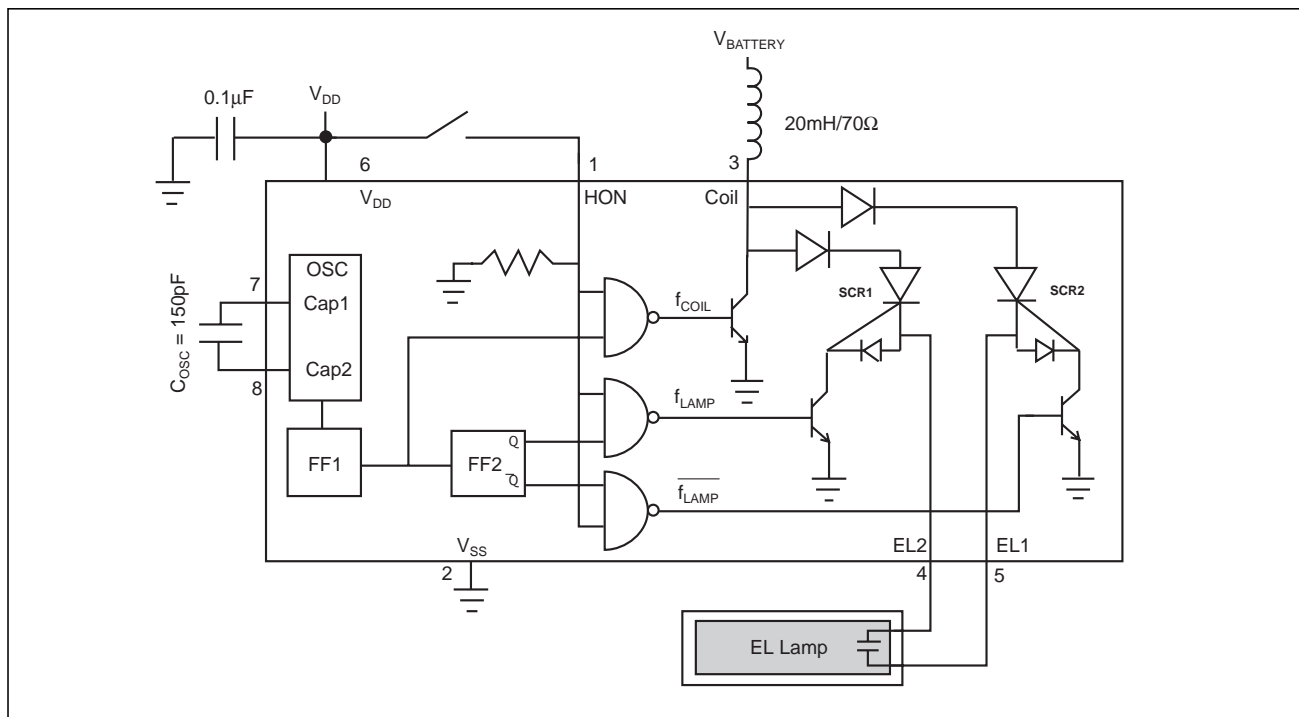 V_BATTERY
0.1μF
V_DD
20mH/70Ω
6
1
3
V_DD
HON
Coil
OSC
7
Cap1
f_COIL
SCR1
SCR2
C_OSC = 150pF
Cap2
8
f_LAMP
FF1
FF2
Q
Q̅
f_LAMP
V_SS
EL2
EL1
2
4
5
EL Lamp